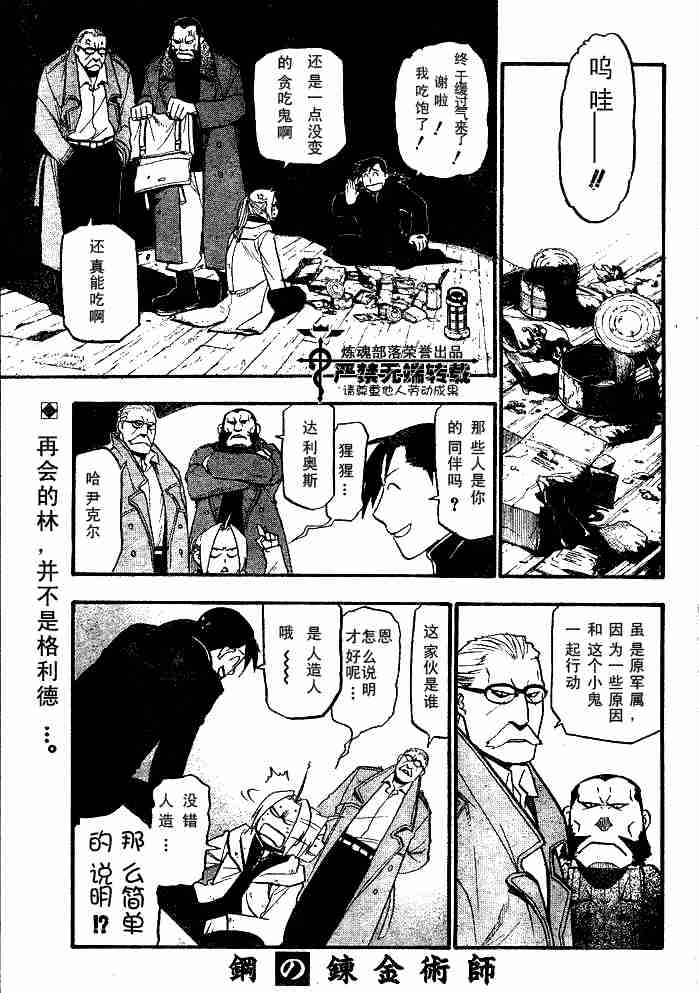 呜哇——!!
终于缓过气来了!
谢啦!
我吃饱了!
还是一点没变
的贪吃鬼啊
还真能吃啊
炼魂部落荣誉出品
严禁无端转载
请尊重他人劳动成果
那些人是你
的同伴吗?
猩猩…
达利奥斯
哈尹克尔
再会的林,并不是格利德…。
虽是原军属,
因为一些原因
和这个小鬼
一起行动
这家伙是谁
恩…
怎么说明
才好呢…
是人造人
哦~~
没错
人造…
那么简单
的说明!?
鋼の錬金術師